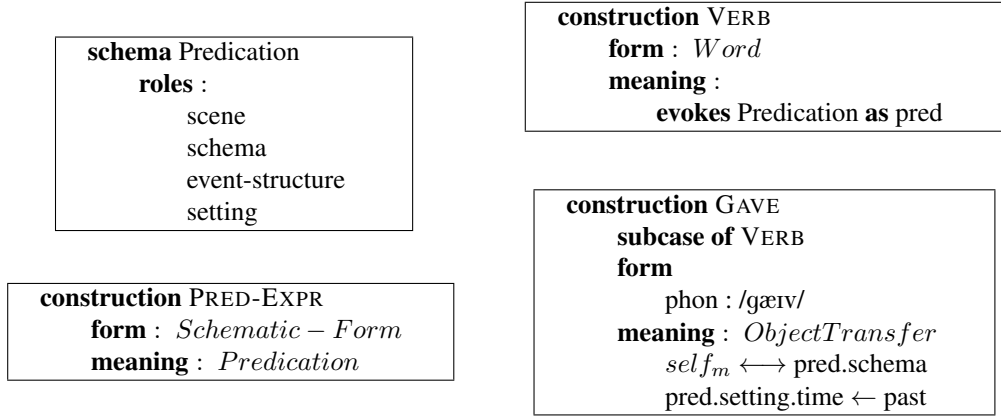 schema Predication
roles :
scene
schema
event-structure
setting
construction PRED-EXPR
form : Schematic − Form
meaning : Predication
construction VERB
form : Word
meaning :
evokes Predication as pred
construction GAVE
subcase of VERB
form
phon : /gæɪv/
meaning : ObjectTransfer
self_m ⟷ pred.schema
pred.setting.time ← past